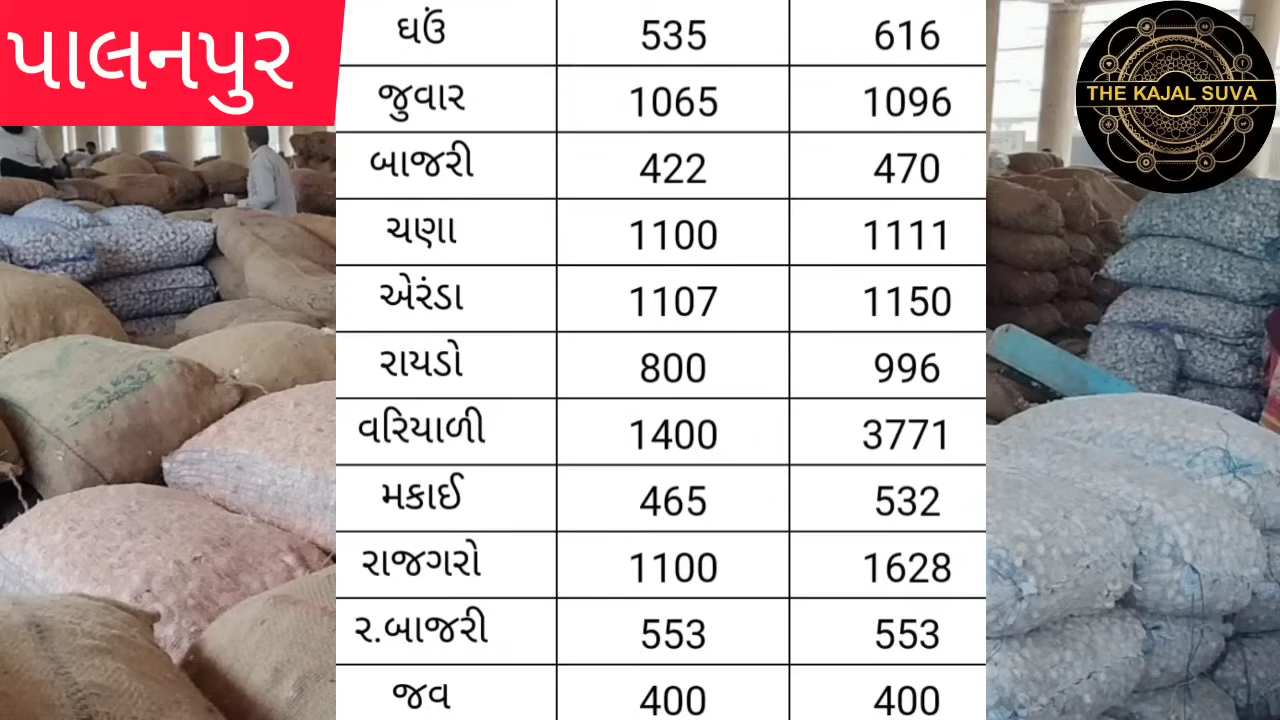 પાલનપુર
ઘઉં 535 616
જુવાર 1065 1096
બાજરી 422 470
ચણા 1100 1111
એરંડા 1107 1150
રાયડો 800 996
વરિયાળી 1400 3771
મકાઈ 465 532
રાજગરો 1100 1628
ર.બાજરી 553 553
જવ 400 400
THE KAJAL SUVA